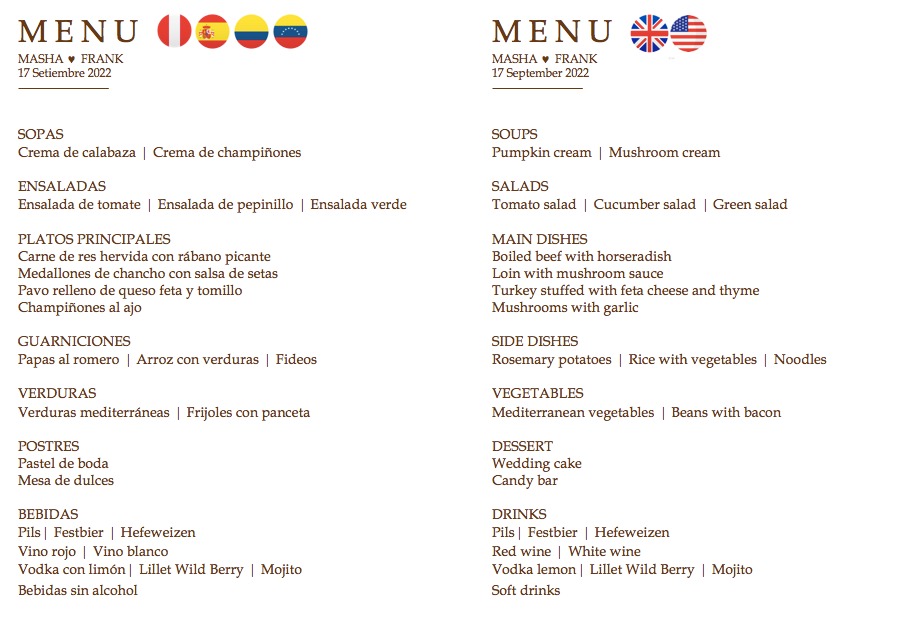 MENU
MASHA ♥ FRANK
17 Setiembre 2022
SOPAS
Crema de calabaza | Crema de champiñones
ENSALADAS
Ensalada de tomate | Ensalada de pepinillo | Ensalada verde
PLATOS PRINCIPALES
Carne de res hervida con rábano picante
Medallones de chancho con salsa de setas
Pavo relleno de queso feta y tomillo
Champiñones al ajo
GUARNICIONES
Papas al romero | Arroz con verduras | Fideos
VERDURAS
Verduras mediterráneas | Frijoles con panceta
POSTRES
Pastel de boda
Mesa de dulces
BEBIDAS
Pils | Festbier | Hefeweizen
Vino rojo | Vino blanco
Vodka con limón | Lillet Wild Berry | Mojito
Bebidas sin alcohol
MENU
MASHA ♥ FRANK
17 September 2022
SOUPS
Pumpkin cream | Mushroom cream
SALADS
Tomato salad | Cucumber salad | Green salad
MAIN DISHES
Boiled beef with horseradish
Loin with mushroom sauce
Turkey stuffed with feta cheese and thyme
Mushrooms with garlic
SIDE DISHES
Rosemary potatoes | Rice with vegetables | Noodles
VEGETABLES
Mediterranean vegetables | Beans with bacon
DESSERT
Wedding cake
Candy bar
DRINKS
Pils | Festbier | Hefeweizen
Red wine | White wine
Vodka lemon | Lillet Wild Berry | Mojito
Soft drinks